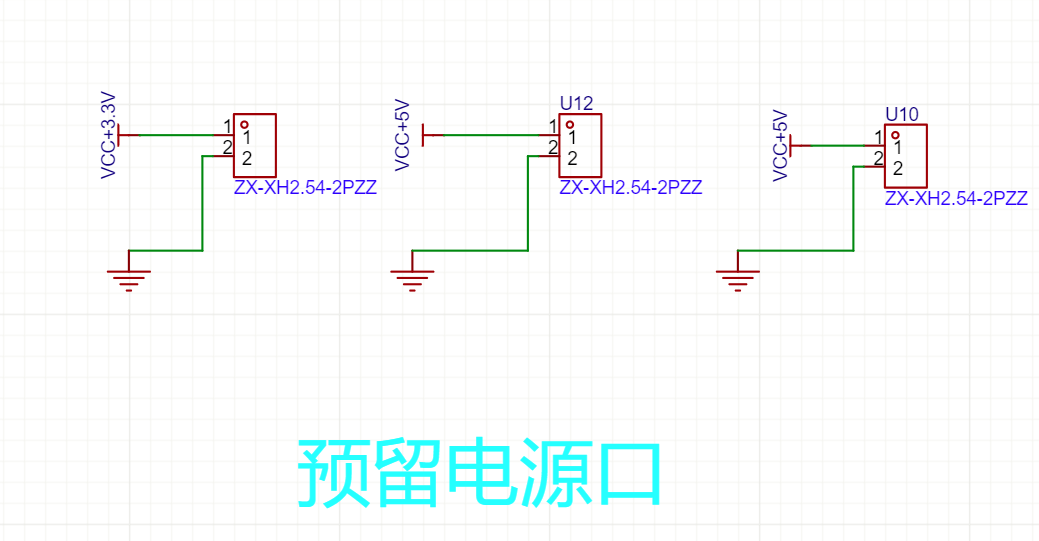 VCC+3.3V
1
2
1
2
ZX-XH2.54-2PZZ
VCC+5V
U12
1
2
1
2
ZX-XH2.54-2PZZ
VCC+5V
U10
1
2
1
2
ZX-XH2.54-2PZZ
预留电源口